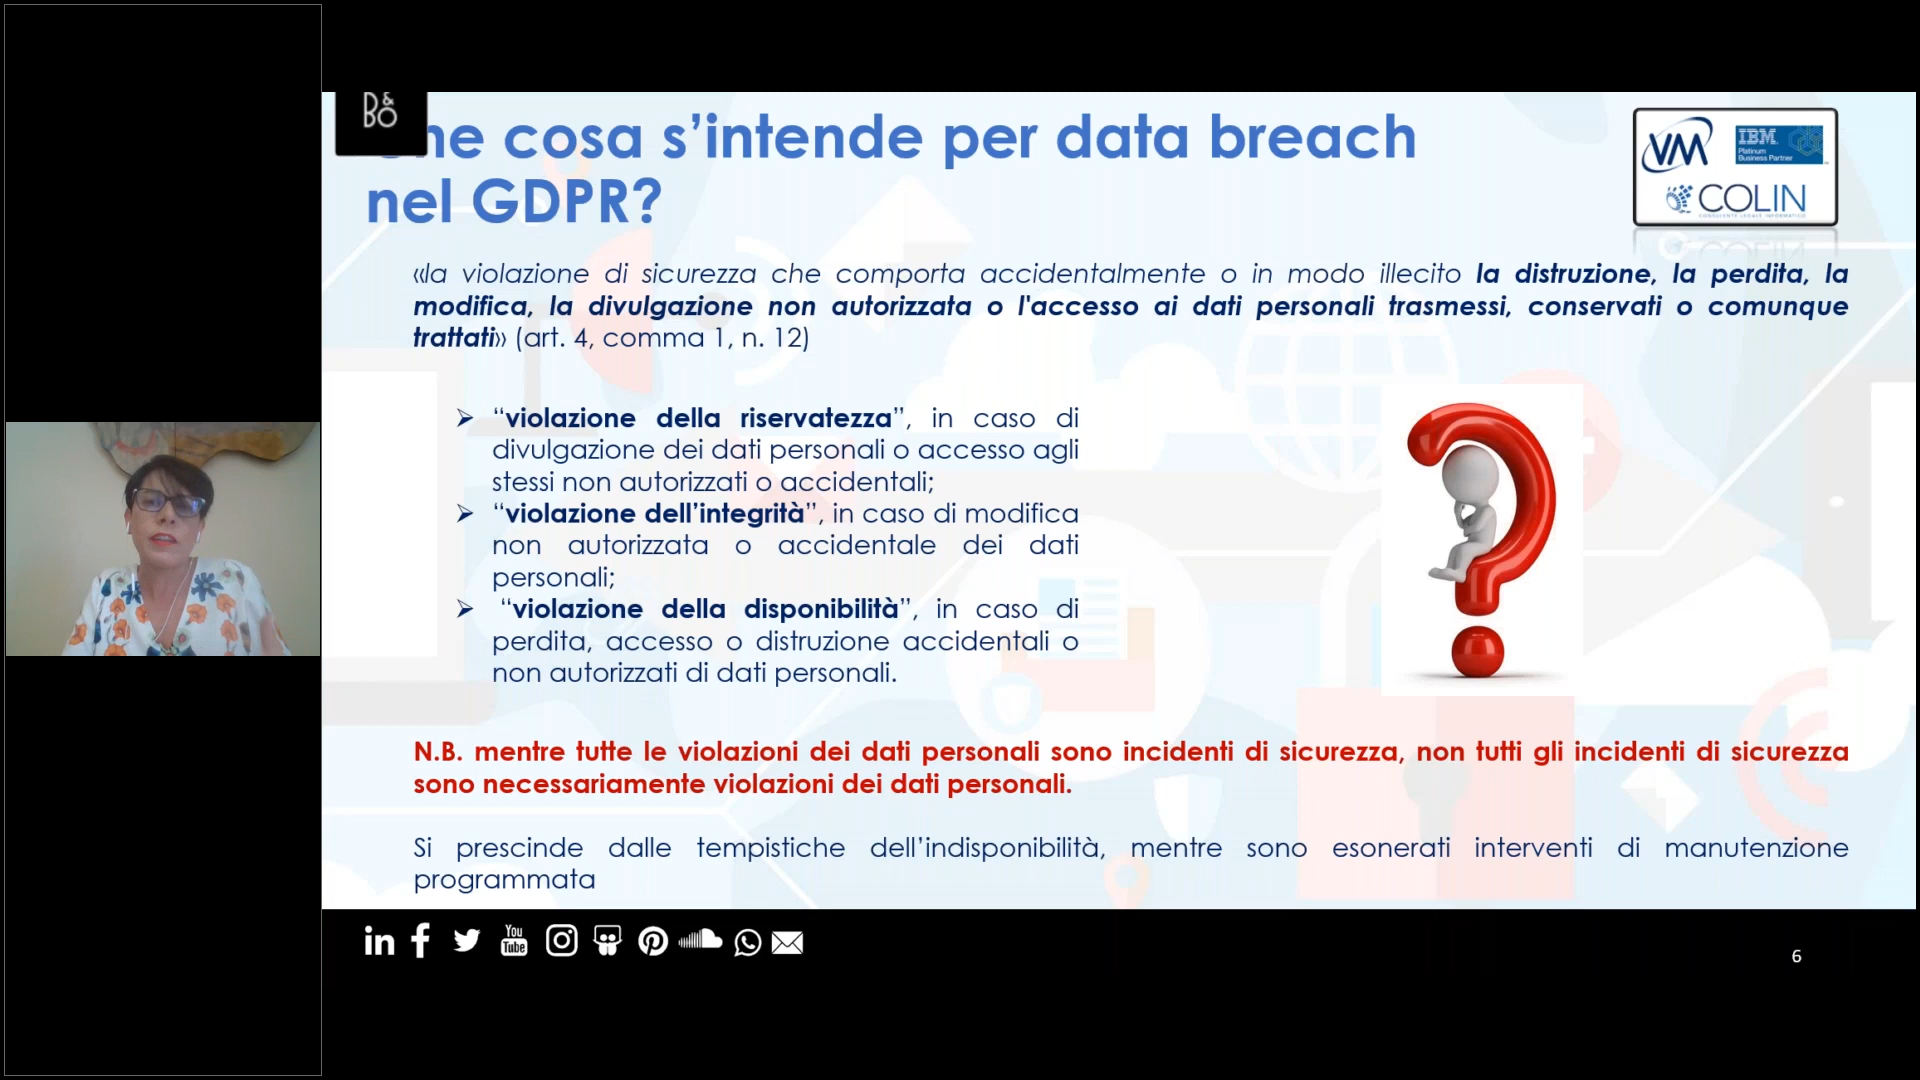 B&O
he cosa s’intende per data breach
nel GDPR?
VM
IBM
Platinum
Business Partner
COLIN
CONSULENTE LEGALE INFORMATICO
«la violazione di sicurezza che comporta accidentalmente o in modo illecito la distruzione, la perdita, la
modifica, la divulgazione non autorizzata o l'accesso ai dati personali trasmessi, conservati o comunque
trattati» (art. 4, comma 1, n. 12)
➢ “violazione della riservatezza”, in caso di
divulgazione dei dati personali o accesso agli
stessi non autorizzati o accidentali;
➢ “violazione dell’integrità”, in caso di modifica
non autorizzata o accidentale dei dati
personali;
➢ “violazione della disponibilità”, in caso di
perdita, accesso o distruzione accidentali o
non autorizzati di dati personali.
N.B. mentre tutte le violazioni dei dati personali sono incidenti di sicurezza, non tutti gli incidenti di sicurezza
sono necessariamente violazioni dei dati personali.
Si prescinde dalle tempistiche dell’indisponibilità, mentre sono esonerati interventi di manutenzione
programmata
in f You Tube
6